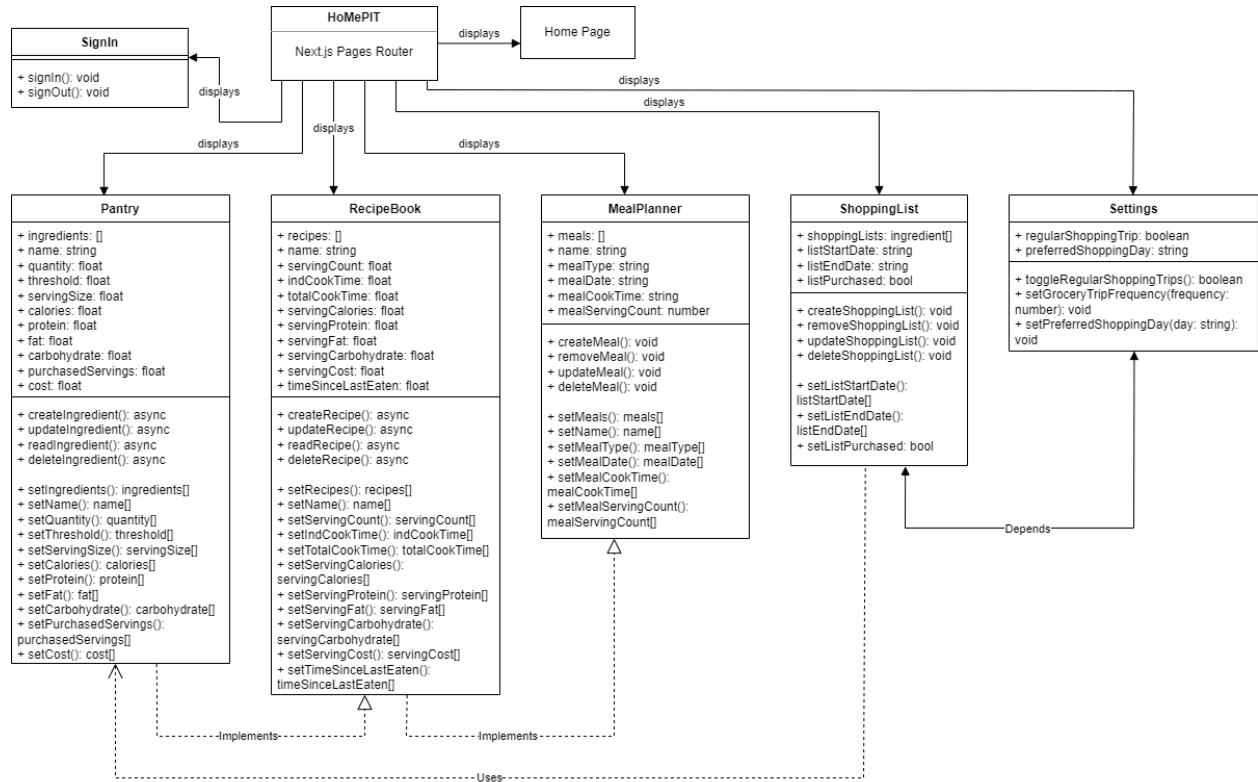 HoMePIT
Next.js Pages Router
displays
Home Page
SignIn
+ signIn(): void
+ signOut(): void
displays
displays
displays
displays
displays
displays
Pantry
+ ingredients: []
+ name: string
+ quantity: float
+ threshold: float
+ servingSize: float
+ calories: float
+ protein: float
+ fat: float
+ carbohydrate: float
+ purchasedServings: float
+ cost: float
+ createIngredient(): async
+ updateIngredient(): async
+ readIngredient(): async
+ deleteIngredient(): async
+ setIngredients(): ingredients[]
+ setName(): name[]
+ setQuantity(): quantity[]
+ setThreshold(): threshold[]
+ setServingSize(): servingSize[]
+ setCalories(): calories[]
+ setProtein(): protein[]
+ setFat(): fat[]
+ setCarbohydrate(): carbohydrate[]
+ setPurchasedServings():
purchasedServings[]
+ setCost(): cost[]
RecipeBook
+ recipes: []
+ name: string
+ servingCount: float
+ indCookTime: float
+ totalCookTime: float
+ servingCalories: float
+ servingProtein: float
+ servingFat: float
+ servingCarbohydrate: float
+ servingCost: float
+ timeSinceLastEaten: float
+ createRecipe(): async
+ updateRecipe(): async
+ readRecipe(): async
+ deleteRecipe(): async
+ setRecipes(): recipes[]
+ setName(): name[]
+ setServingCount(): servingCount[]
+ setIndCookTime(): indCookTime[]
+ setTotalCookTime(): totalCookTime[]
+ setServingCalories():
servingCalories[]
+ setServingProtein(): servingProtein[]
+ setServingFat(): servingFat[]
+ setServingCarbohydrate():
servingCarbohydrate[]
+ setServingCost(): servingCost[]
+ setTimeSinceLastEaten():
timeSinceLastEaten[]
MealPlanner
+ meals: []
+ name: string
+ mealType: string
+ mealDate: string
+ mealCookTime: string
+ mealServingCount: number
+ createMeal(): void
+ removeMeal(): void
+ updateMeal(): void
+ deleteMeal(): void
+ setMeals(): meals[]
+ setName(): name[]
+ setMealType(): mealType[]
+ setMealDate(): mealDate[]
+ setMealCookTime():
mealCookTime[]
+ setMealServingCount():
mealServingCount[]
ShoppingList
+ shoppingLists: ingredient[]
+ listStartDate: string
+ listEndDate: string
+ listPurchased: bool
+ createShoppingList(): void
+ removeShoppingList(): void
+ updateShoppingList(): void
+ deleteShoppingList(): void
+ setListStartDate():
listStartDate[]
+ setListEndDate():
listEndDate[]
+ setListPurchased: bool
Settings
+ regularShoppingTrip: boolean
+ preferredShoppingDay: string
+ toggleRegularShoppingTrips(): boolean
+ setGroceryTripFrequency(frequency:
number): void
+ setPreferredShoppingDay(day: string):
void
Depends
Implements
Implements
Uses